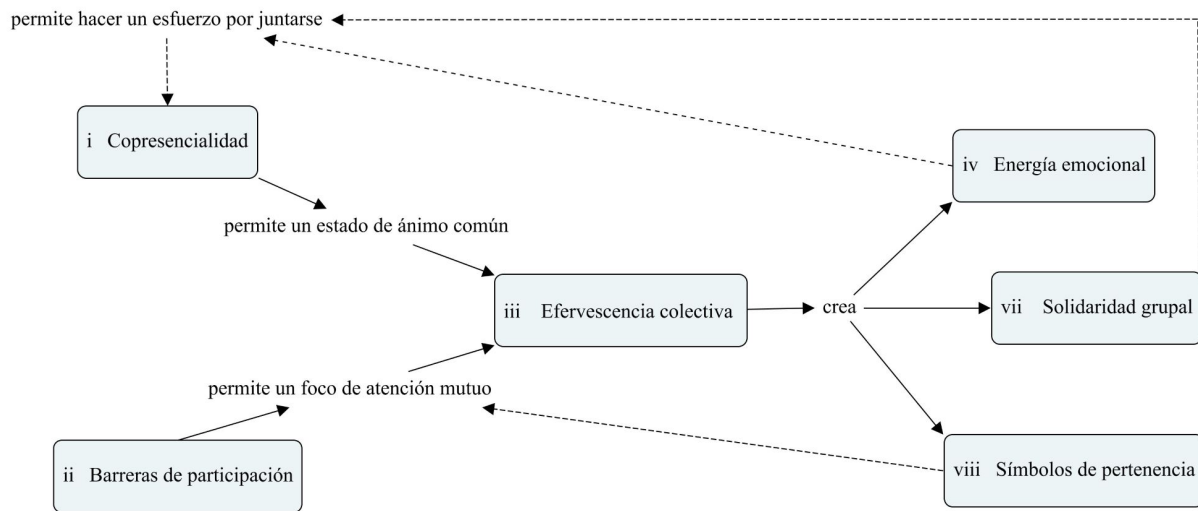 permite hacer un esfuerzo por juntarse
i Copresencialidad
iv Energía emocional
permite un estado de ánimo común
iii Efervescencia colectiva
crea
vii Solidaridad grupal
permite un foco de atención mutuo
ii Barreras de participación
viii Símbolos de pertenencia